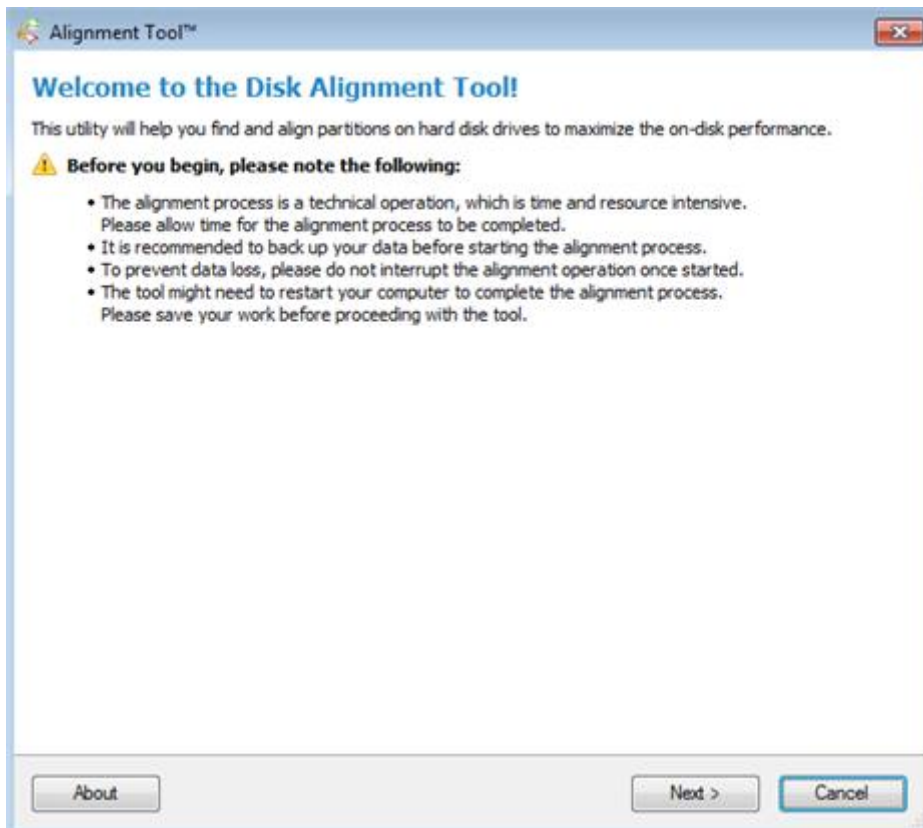 Alignment Tool™
Welcome to the Disk Alignment Tool!
This utility will help you find and align partitions on hard disk drives to maximize the on-disk performance.
Before you begin, please note the following:
• The alignment process is a technical operation, which is time and resource intensive.
Please allow time for the alignment process to be completed.
• It is recommended to back up your data before starting the alignment process.
• To prevent data loss, please do not interrupt the alignment operation once started.
• The tool might need to restart your computer to complete the alignment process.
Please save your work before proceeding with the tool.
About
Next >
Cancel